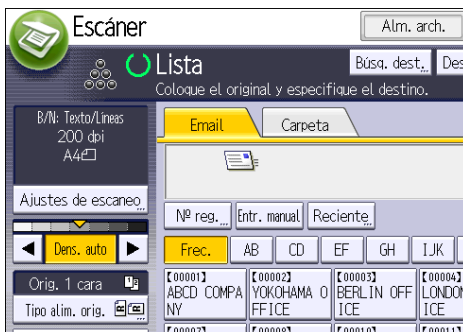 Escáner
Alm. arch.
Lista
Búsq. dest.
Des
Coloque el original y especifique el destino.
B/N: Texto/Líneas
200 dpi
A4
Ajustes de escaneo
Dens. auto
Orig. 1 cara
Tipo alim. orig.
Email
Carpeta
Nº reg.
Entr. manual
Reciente
Frec.
AB
CD
EF
GH
IJK
[00001]
ABCD COMPA
NY
[00002]
YOKOHAMA O
FFICE
[00003]
BERLIN OFF
ICE
[00004]
LONDON
ICE